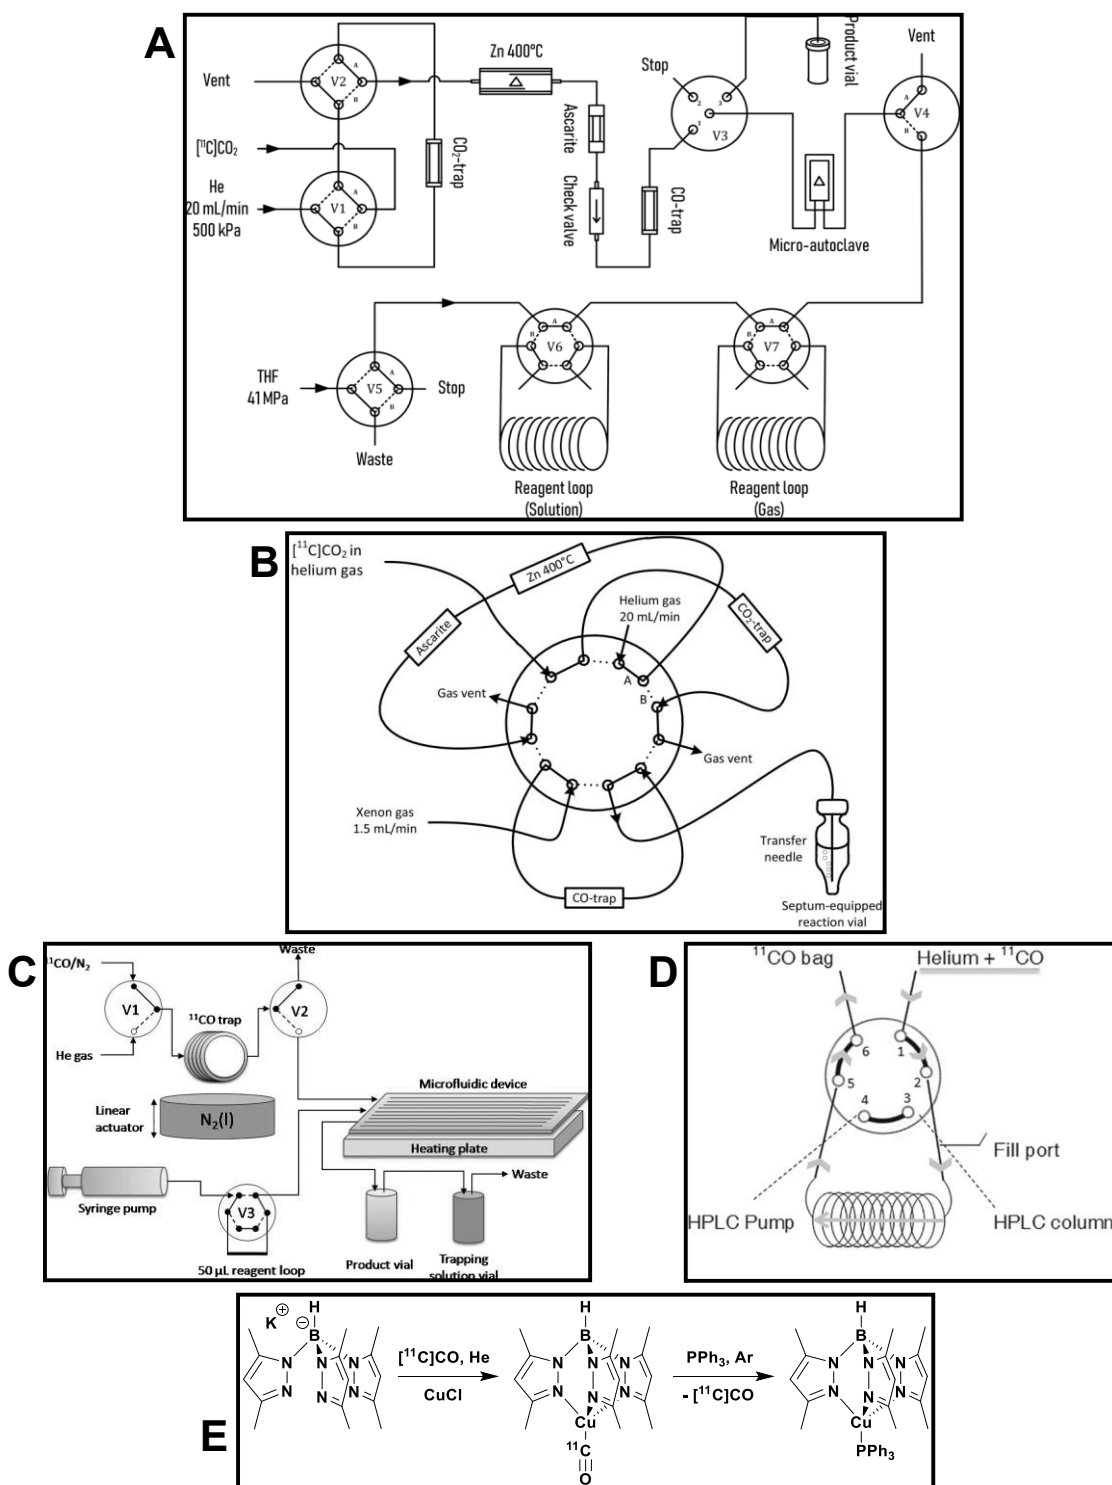 A
Zn 400°C
Vent
V2
A
B
[¹¹C]CO₂
He
20 mL/min
500 kPa
V1
A
B
CO₂-trap
Ascarite
Check valve
CO-trap
Stop
2
3
1
V3
Product vial
Vent
A
V4
B
Micro-autoclave
THF
41 MPa
V5
A
B
Stop
Waste
A
B
V6
A
B
V7
Reagent loop
(Solution)
Reagent loop
(Gas)
B
[¹¹C]CO₂ in
helium gas
Zn 400°C
Helium gas
20 mL/min
CO₂-trap
Ascarite
A
B
Gas vent
Gas vent
Xenon gas
1.5 mL/min
CO-trap
Transfer
needle
Septum-equipped
reaction vial
C
¹¹CO/N₂
Waste
V1
V2
¹¹CO trap
He gas
Linear
actuator
N₂(l)
Microfluidic device
Heating plate
Syringe pump
V3
50 µL reagent loop
Product vial
Waste
Trapping
solution vial
D
¹¹CO bag
Helium + ¹¹CO
6
1
5
2
4
3
Fill port
HPLC Pump
HPLC column
E
K⊕
H
⊖
B
N
N
N
N
N
N
[¹¹C]CO, He
CuCl
H
B
N
N
N
N
N
N
Cu
¹¹C
O
PPh₃, Ar
- [¹¹C]CO
H
B
N
N
N
N
N
N
Cu
PPh₃